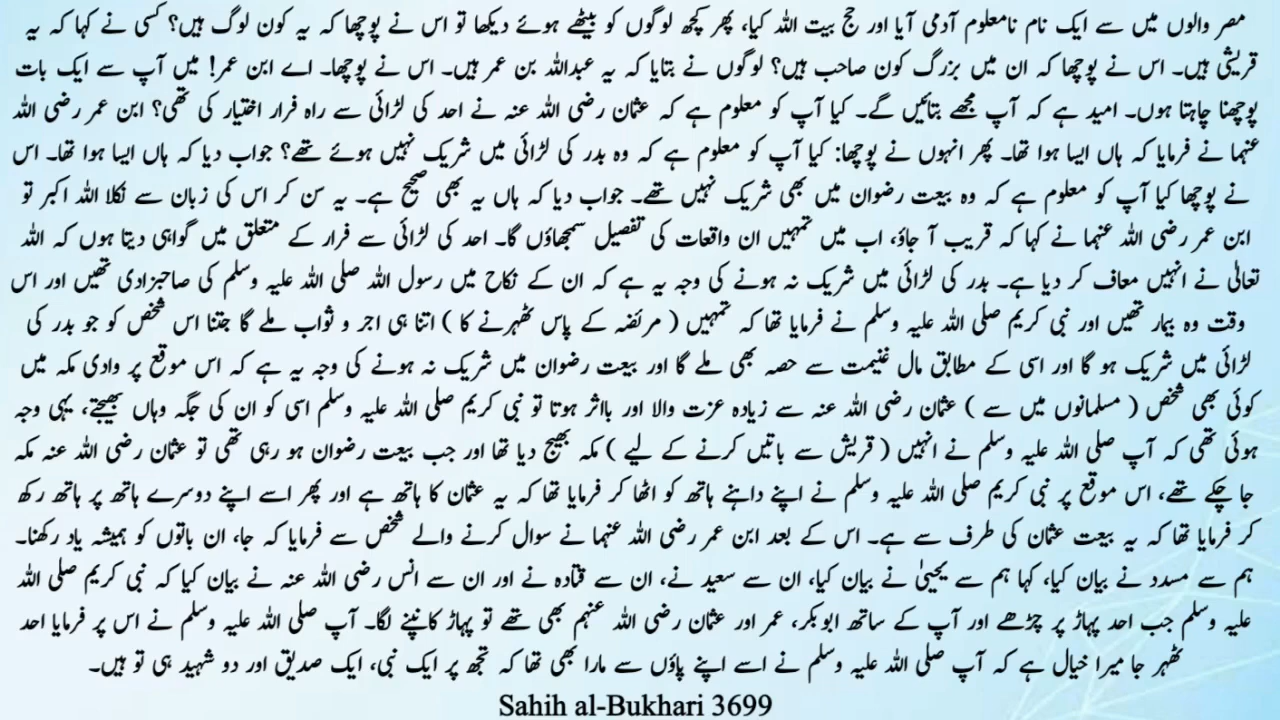 مصر والوں میں سے ایک نام نامعلوم آدمی آیا اور حج بیت اللہ کیا، پھر کچھ لوگوں کو بیٹھے ہوئے دیکھا تو اس نے پوچھا کہ یہ کون لوگ ہیں؟ کسی نے کہا کہ یہ
قریشی ہیں۔ اس نے پوچھا کہ ان میں بزرگ کون صاحب ہیں؟ لوگوں نے بتایا کہ یہ عبداللہ بن عمر ہیں۔ اس نے پوچھا۔ اے ابن عمر! میں آپ سے ایک بات
پوچھنا چاہتا ہوں۔ امید ہے کہ آپ مجھے بتائیں گے۔ کیا آپ کو معلوم ہے کہ عثمان رضی اللہ عنہ نے احد کی لڑائی سے راہ فرار اختیار کی تھی؟ ابن عمر رضی اللہ
عنہما نے فرمایا کہ ہاں ایسا ہوا تھا۔ پھر انہوں نے پوچھا: کیا آپ کو معلوم ہے کہ وہ بدر کی لڑائی میں شریک نہیں ہوئے تھے؟ جواب دیا کہ ہاں ایسا ہوا تھا۔ اس
نے پوچھا کیا آپ کو معلوم ہے کہ وہ بیعت رضوان میں بھی شریک نہیں تھے۔ جواب دیا کہ ہاں یہ بھی صحیح ہے۔ یہ سن کر اس کی زبان سے نکلا اللہ اکبر تو
ابن عمر رضی اللہ عنہما نے کہا کہ قریب آ جاؤ، اب میں تمہیں ان واقعات کی تفصیل سمجھاؤں گا۔ احد کی لڑائی سے فرار کے متعلق میں گواہی دیتا ہوں کہ اللہ
تعالیٰ نے انہیں معاف کر دیا ہے۔ بدر کی لڑائی میں شریک نہ ہونے کی وجہ یہ ہے کہ ان کے نکاح میں رسول اللہ صلی اللہ علیہ وسلم کی صاحبزادی تھیں اور اس
وقت وہ بیمار تھیں اور نبی کریم صلی اللہ علیہ وسلم نے فرمایا تھا کہ تمہیں ( مریضہ کے پاس ٹھہرنے کا ) اتنا ہی اجر و ثواب ملے گا جتنا اس شخص کو جو بدر کی
لڑائی میں شریک ہو گا اور اسی کے مطابق مال غنیمت سے حصہ بھی ملے گا اور بیعت رضوان میں شریک نہ ہونے کی وجہ یہ ہے کہ اس موقع پر وادی مکہ میں
کوئی بھی شخص ( مسلمانوں میں سے ) عثمان رضی اللہ عنہ سے زیادہ عزت والا اور بااثر ہوتا تو نبی کریم صلی اللہ علیہ وسلم اسی کو ان کی جگہ وہاں بھیجتے، یہی وجہ
ہوئی تھی کہ آپ صلی اللہ علیہ وسلم نے انہیں ( قریش سے باتیں کرنے کے لیے ) مکہ بھیج دیا تھا اور جب بیعت رضوان ہو رہی تھی تو عثمان رضی اللہ عنہ مکہ
جا چکے تھے، اس موقع پر نبی کریم صلی اللہ علیہ وسلم نے اپنے داہنے ہاتھ کو اٹھا کر فرمایا تھا کہ یہ عثمان کا ہاتھ ہے اور پھر اسے اپنے دوسرے ہاتھ پر ہاتھ رکھ
کر فرمایا تھا کہ یہ بیعت عثمان کی طرف سے ہے۔ اس کے بعد ابن عمر رضی اللہ عنہما نے سوال کرنے والے شخص سے فرمایا کہ جا، ان باتوں کو ہمیشہ یاد رکھنا۔
ہم سے مسدد نے بیان کیا، کہا ہم سے یحییٰ نے بیان کیا، ان سے سعید نے، ان سے قتادہ نے اور ان سے انس رضی اللہ عنہ نے بیان کیا کہ نبی کریم صلی اللہ
علیہ وسلم جب احد پہاڑ پر چڑھے اور آپ کے ساتھ ابوبکر، عمر اور عثمان رضی اللہ عنہم بھی تھے تو پہاڑ کانپنے لگا۔ آپ صلی اللہ علیہ وسلم نے اس پر فرمایا احد
ٹھہر جا میرا خیال ہے کہ آپ صلی اللہ علیہ وسلم نے اسے اپنے پاؤں سے مارا بھی تھا کہ تجھ پر ایک نبی، ایک صدیق اور دو شہید ہی تو ہیں۔
Sahih al-Bukhari 3699